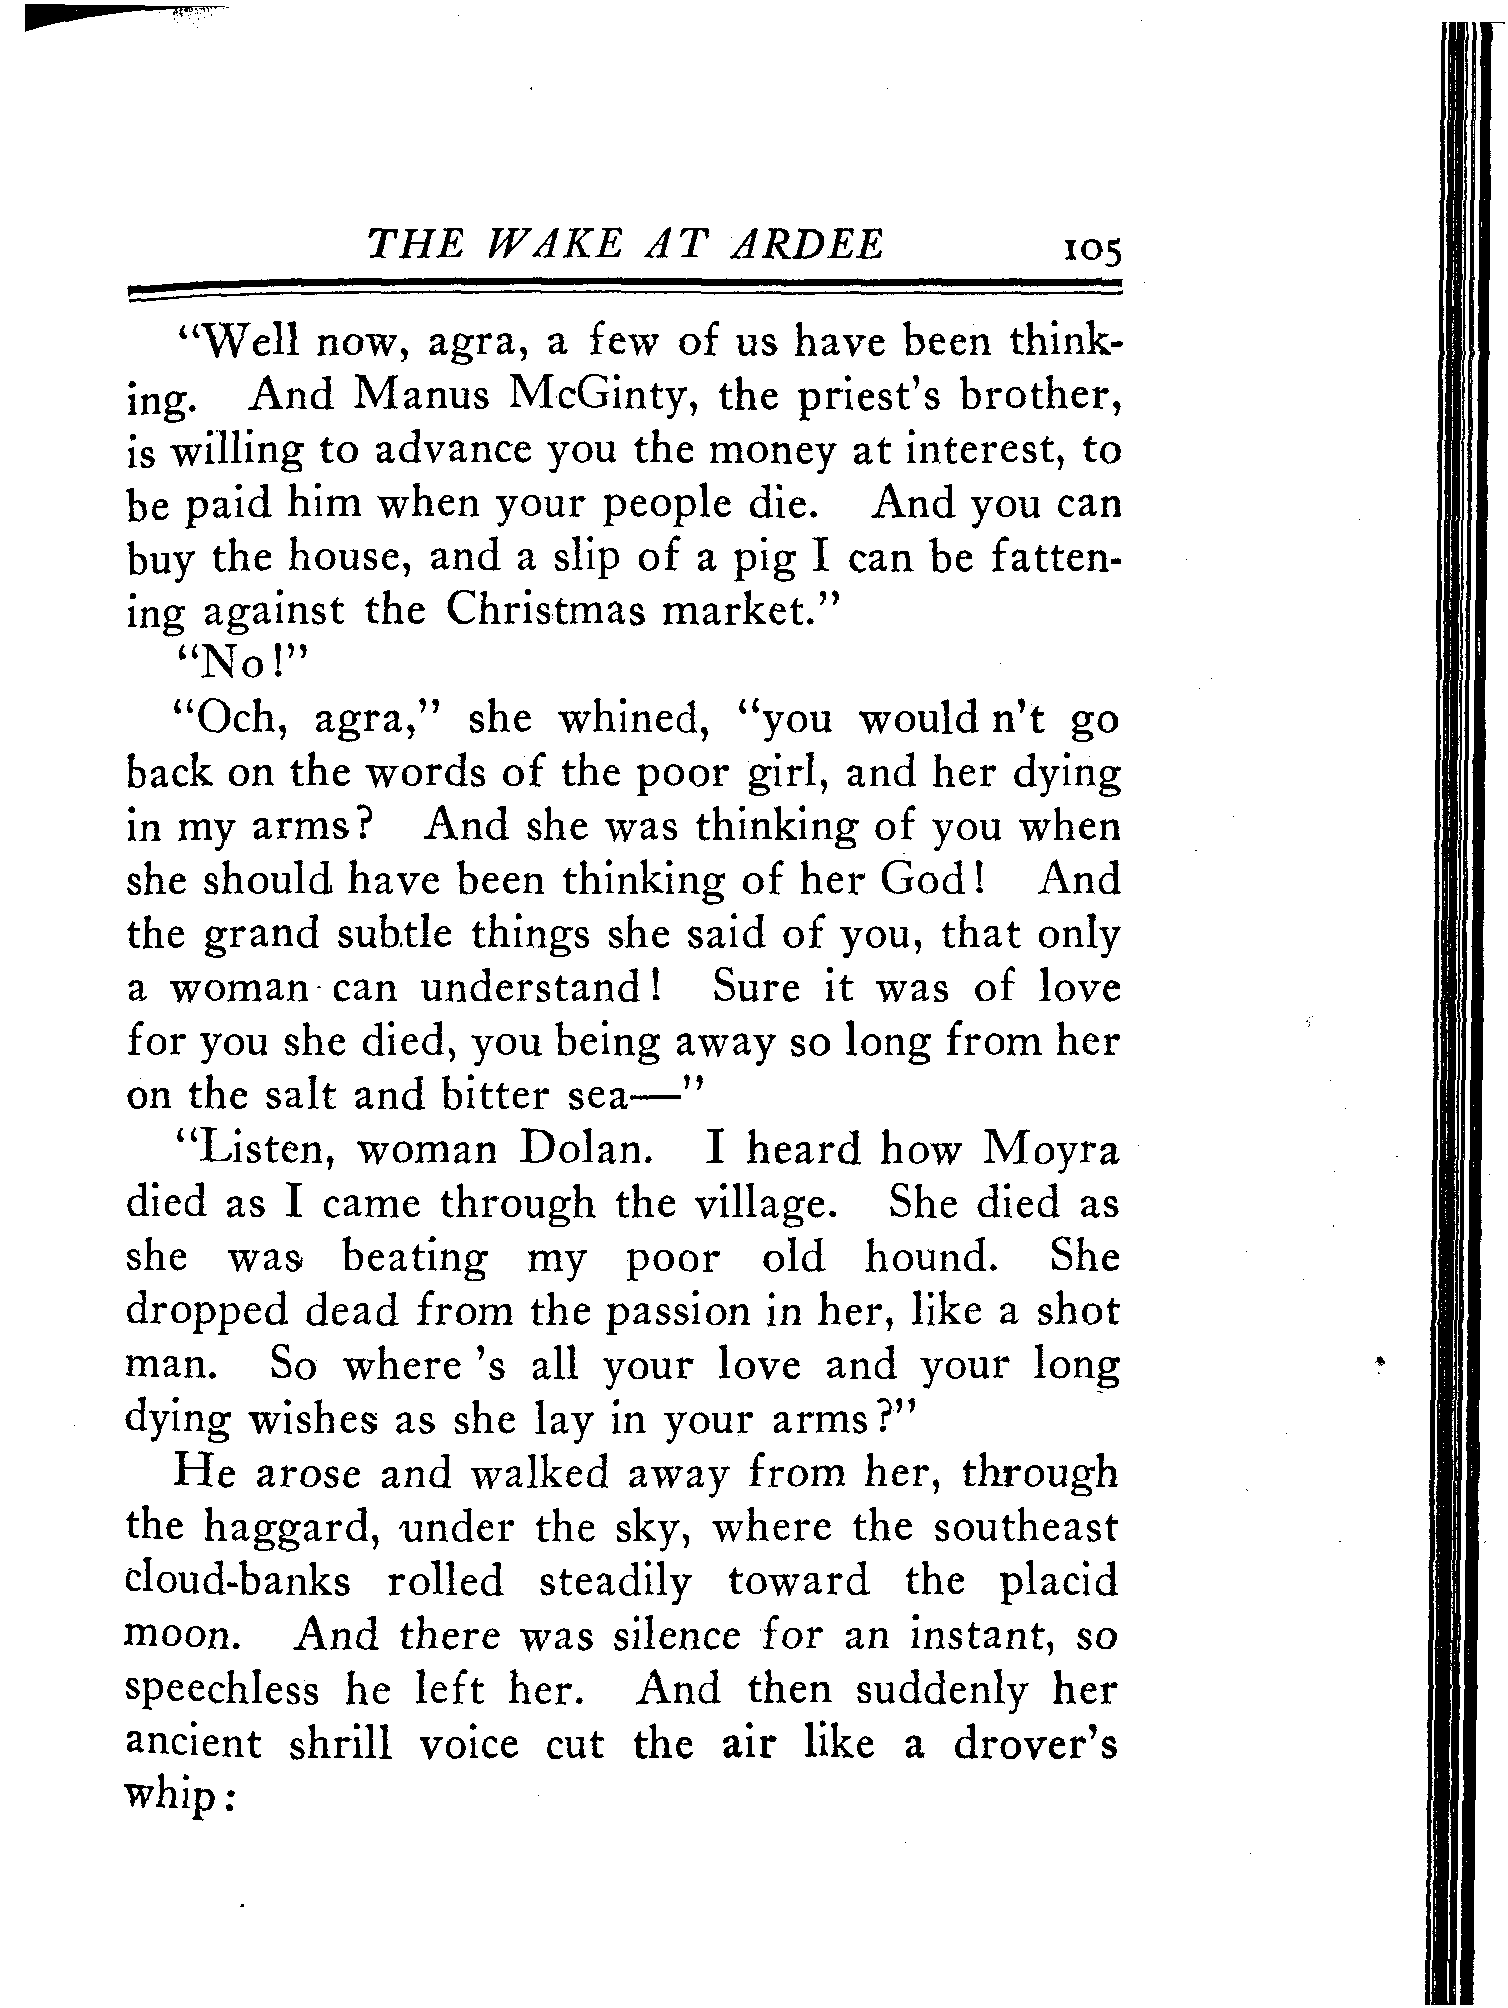 THE WAKE AT ARDEE 105
"Well now, agra, a few of us have been think-
ing. And Manus McGinty, the priest's brother,
is willing to advance you the money at interest, to
be paid him when your people die. And you can
buy the house, and a slip of a pig I can be fatten-
ing against the Christmas market."
"No!"
"Och, agra," she whined, "you would n't go
back on the words of the poor girl, and her dying
in my arms? And she was thinking of you when
she should have been thinking of her God! And
the grand subtle things she said of you, that only
a woman can understand! Sure it was of love
for you she died, you being away so long from her
on the salt and bitter sea—"
"Listen, woman Dolan. I heard how Moyra
died as I came through the village. She died as
she was beating my poor old hound. She
dropped dead from the passion in her, like a shot
man. So where 's all your love and your long
dying wishes as she lay in your arms?"
He arose and walked away from her, through
the haggard, under the sky, where the southeast
cloud-banks rolled steadily toward the placid
moon. And there was silence for an instant, so
speechless he left her. And then suddenly her
ancient shrill voice cut the air like a drover's
whip: